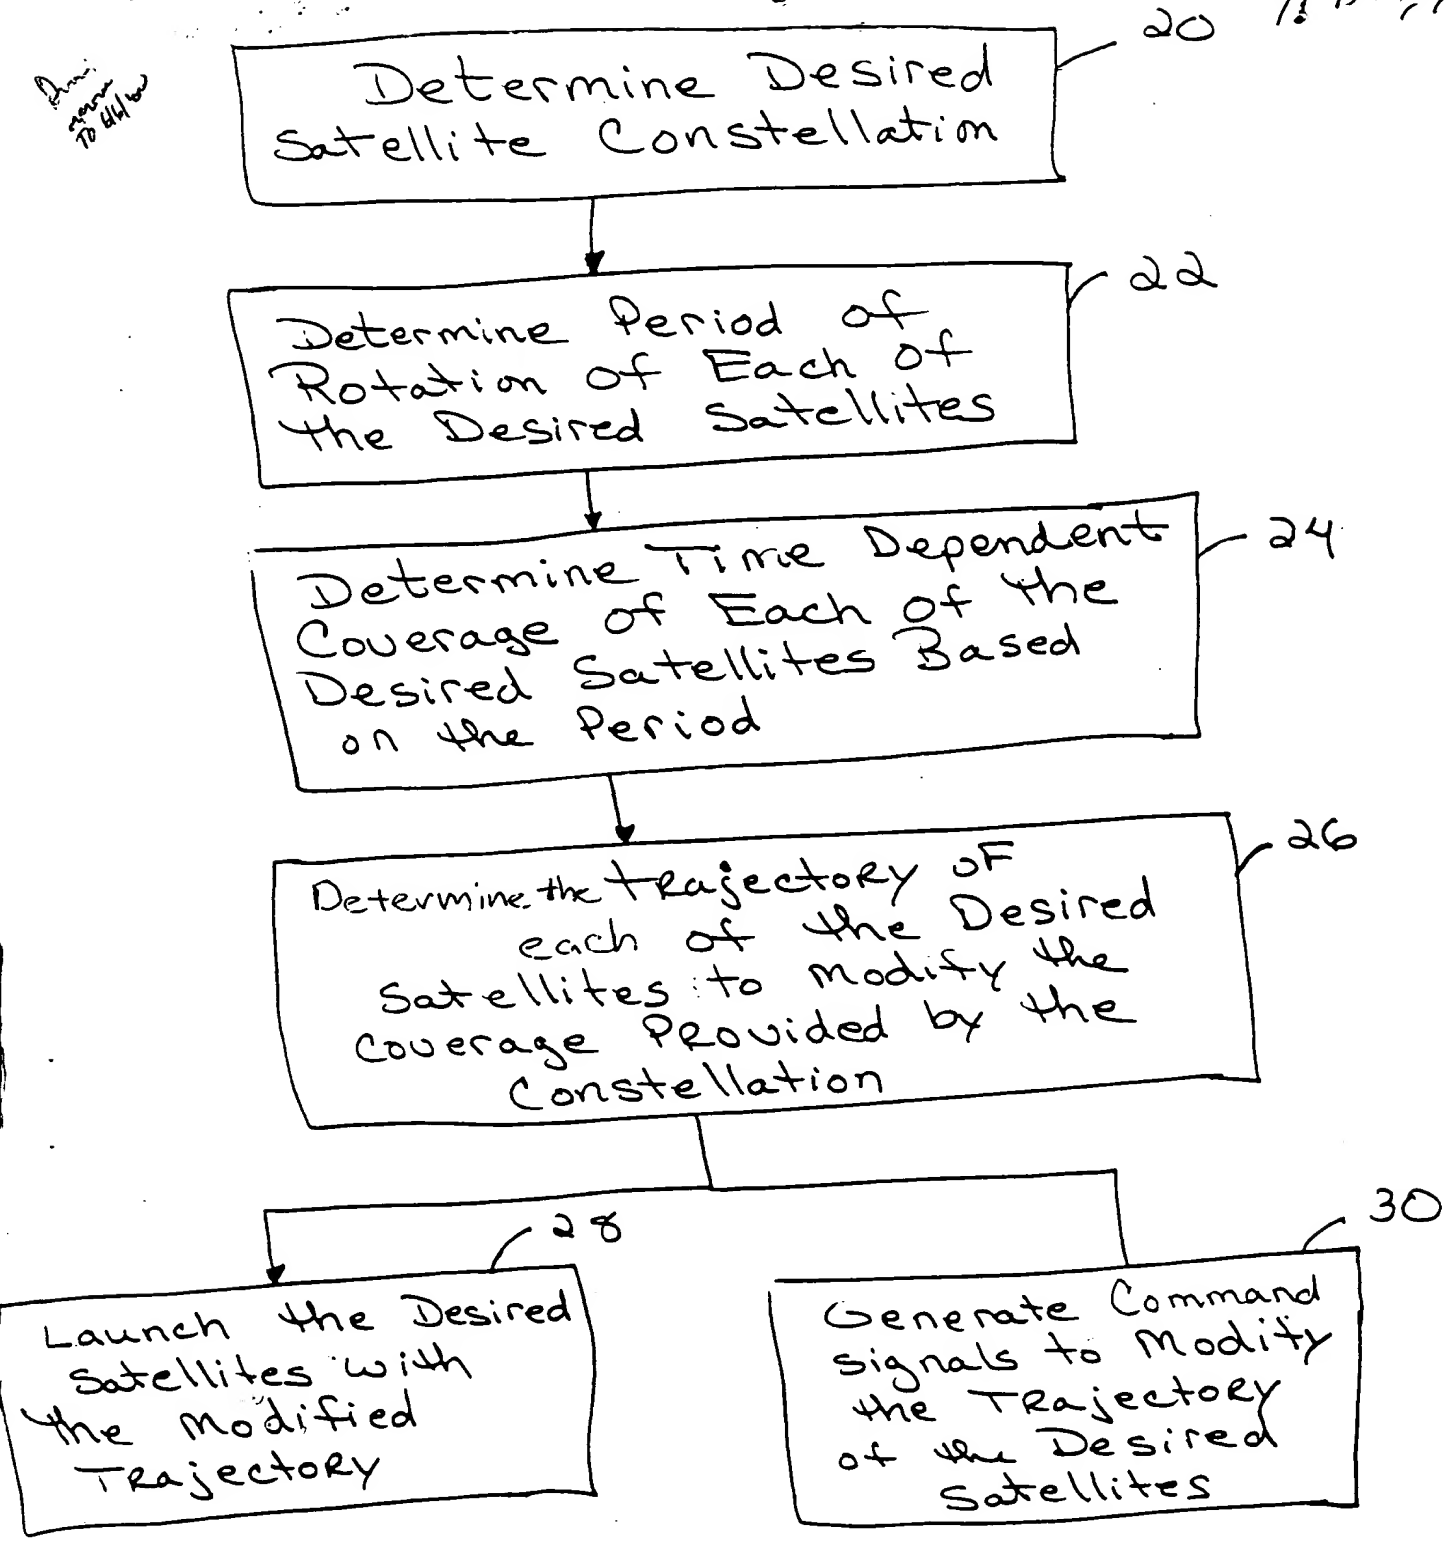 20
Determine Desired
Satellite Constellation
22
Determine Period of
Rotation of Each of
the Desired Satellites
24
Determine Time Dependent
Coverage of Each of the
Desired Satellites Based
on the Period
26
Determine the Trajectory of
each of the Desired
Satellites to Modify the
Coverage Provided by the
Constellation
28
Launch the Desired
Satellites with
the Modified
Trajectory
30
Generate Command
Signals to Modify
the Trajectory
of the Desired
Satellites
TO